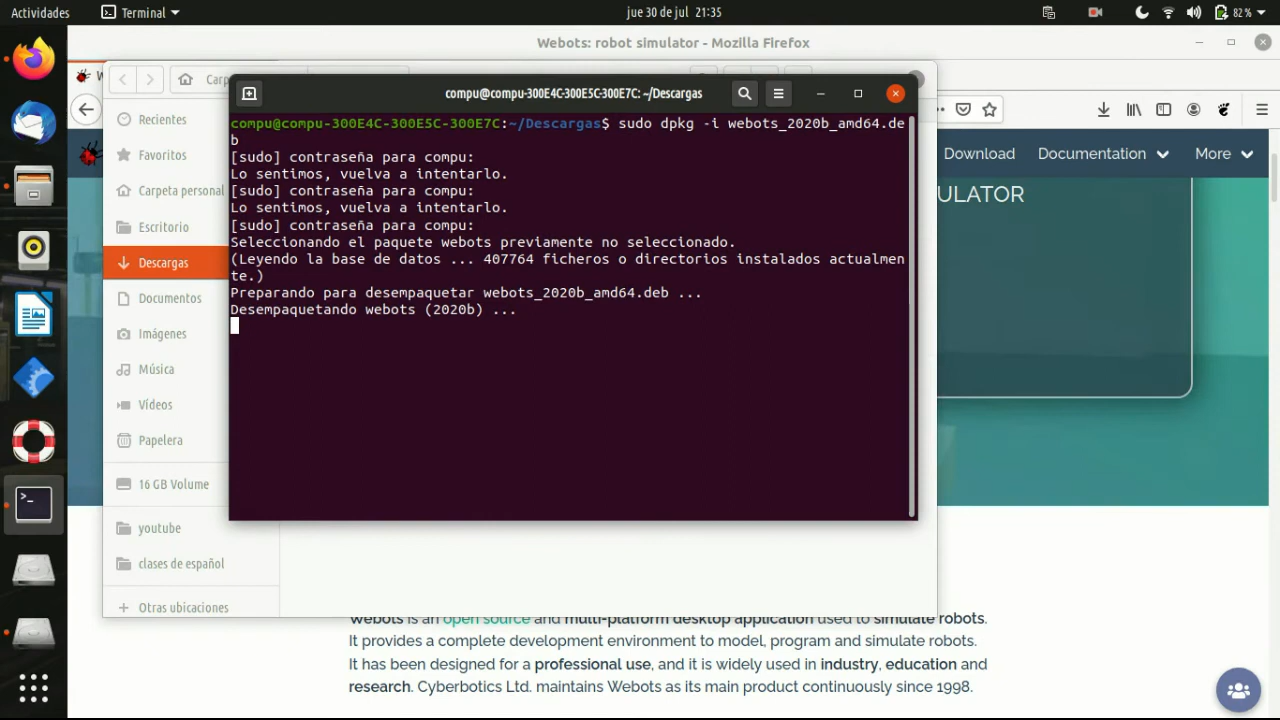 Actividades
Terminal
jue 30 de jul 21:35
82 %
Webots: robot simulator - Mozilla Firefox
Carp
compu@compu-300E4C-300E5C-300E7C: ~/Descargas
Recientes
Favoritos
Carpeta personal
Escritorio
Descargas
Documentos
Imágenes
Música
Vídeos
Papelera
16 GB Volume
youtube
clases de español
Otras ubicaciones
compu@compu-300E4C-300E5C-300E7C:~/Descargas$ sudo dpkg -i webots_2020b_amd64.de
b
[sudo] contraseña para compu:
Lo sentimos, vuelva a intentarlo.
[sudo] contraseña para compu:
Lo sentimos, vuelva a intentarlo.
[sudo] contraseña para compu:
Seleccionando el paquete webots previamente no seleccionado.
(Leyendo la base de datos ... 407764 ficheros o directorios instalados actualmen
te.)
Preparando para desempaquetar webots_2020b_amd64.deb ...
Desempaquetando webots (2020b) ...
Download Documentation More
ULATOR
Webots is an open source and multi-platform desktop application used to simulate robots.
It provides a complete development environment to model, program and simulate robots.
It has been designed for a professional use, and it is widely used in industry, education and
research. Cyberbotics Ltd. maintains Webots as its main product continuously since 1998.